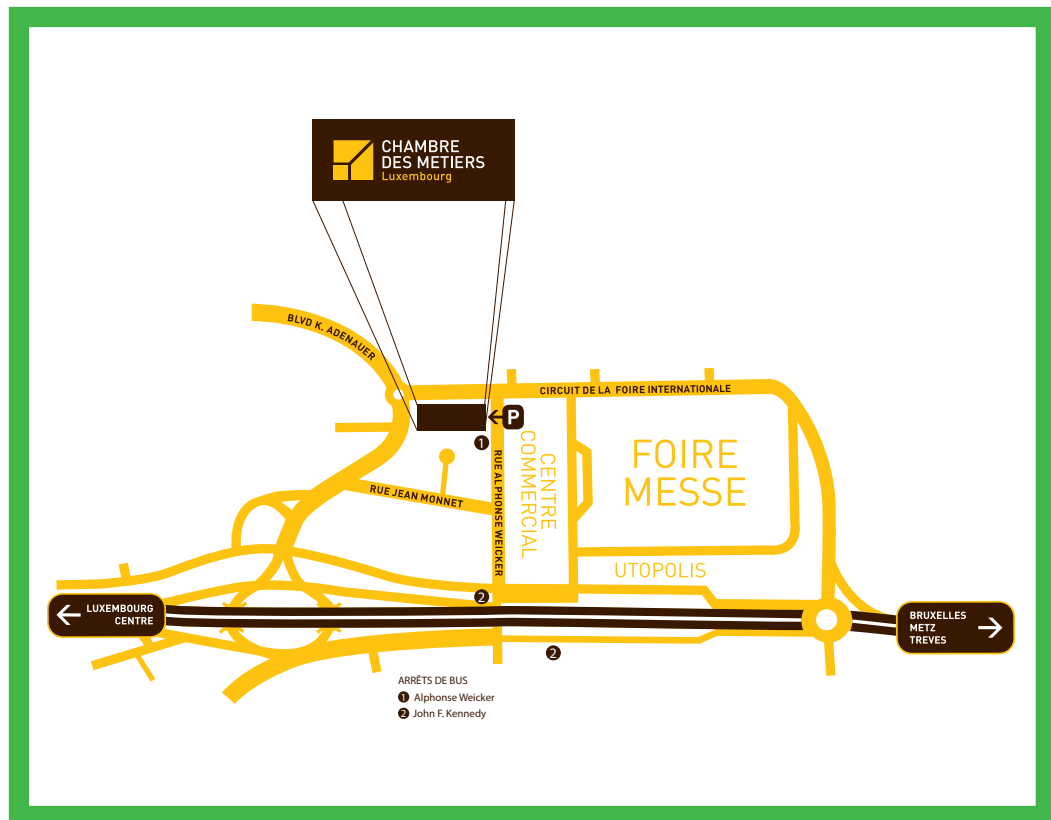 CHAMBRE
DES METIERS
Luxembourg
BLVD K. ADENAUER
CIRCUIT DE LA FOIRE INTERNATIONALE
P
1
CENTRE
COMMERCIAL
FOIRE
MESSE
RUE ALPHONSE WEICKER
RUE JEAN MONNET
UTOPOLIS
2
LUXEMBOURG
CENTRE
BRUXELLES
METZ
TREVES
2
ARRÊTS DE BUS
1 Alphonse Weicker
2 John F. Kennedy